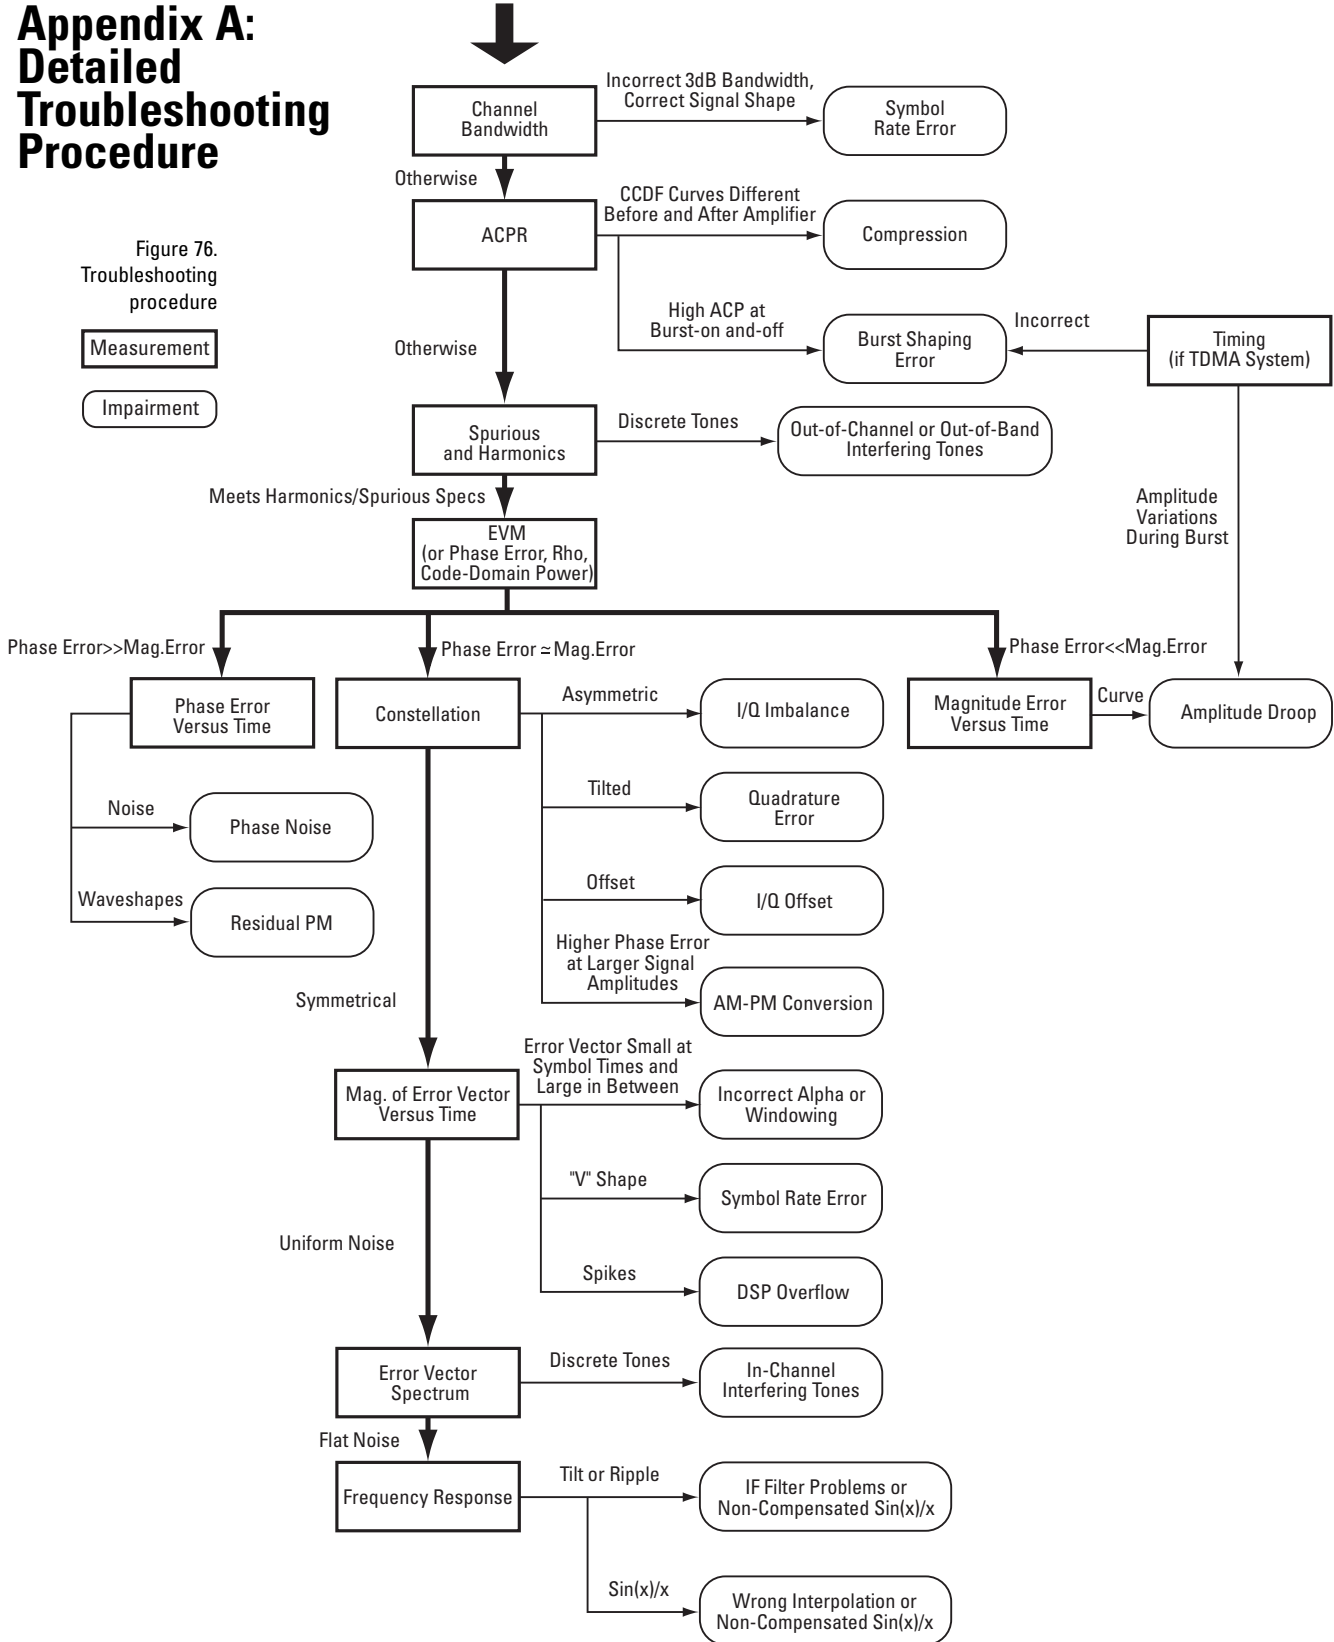 Appendix A:
Detailed
Troubleshooting
Procedure
Figure 76.
Troubleshooting
procedure
Measurement
Impairment
Channel
Bandwidth
Incorrect 3dB Bandwidth,
Correct Signal Shape
Symbol
Rate Error
Otherwise
ACPR
CCDF Curves Different
Before and After Amplifier
Compression
High ACP at
Burst-on and-off
Burst Shaping
Error
Incorrect
Timing
(if TDMA System)
Otherwise
Spurious
and Harmonics
Discrete Tones
Out-of-Channel or Out-of-Band
Interfering Tones
Amplitude
Variations
During Burst
Meets Harmonics/Spurious Specs
EVM
(or Phase Error, Rho,
Code-Domain Power)
Phase Error>>Mag.Error
Phase Error ≃ Mag.Error
Phase Error<<Mag.Error
Phase Error
Versus Time
Constellation
Asymmetric
I/Q Imbalance
Magnitude Error
Versus Time
Curve
Amplitude Droop
Noise
Phase Noise
Tilted
Quadrature
Error
Waveshapes
Residual PM
Offset
I/Q Offset
Higher Phase Error
at Larger Signal
Amplitudes
AM-PM Conversion
Symmetrical
Mag. of Error Vector
Versus Time
Error Vector Small at
Symbol Times and
Large in Between
Incorrect Alpha or
Windowing
"V" Shape
Symbol Rate Error
Uniform Noise
Spikes
DSP Overflow
Error Vector
Spectrum
Discrete Tones
In-Channel
Interfering Tones
Flat Noise
Frequency Response
Tilt or Ripple
IF Filter Problems or
Non-Compensated Sin(x)/x
Sin(x)/x
Wrong Interpolation or
Non-Compensated Sin(x)/x